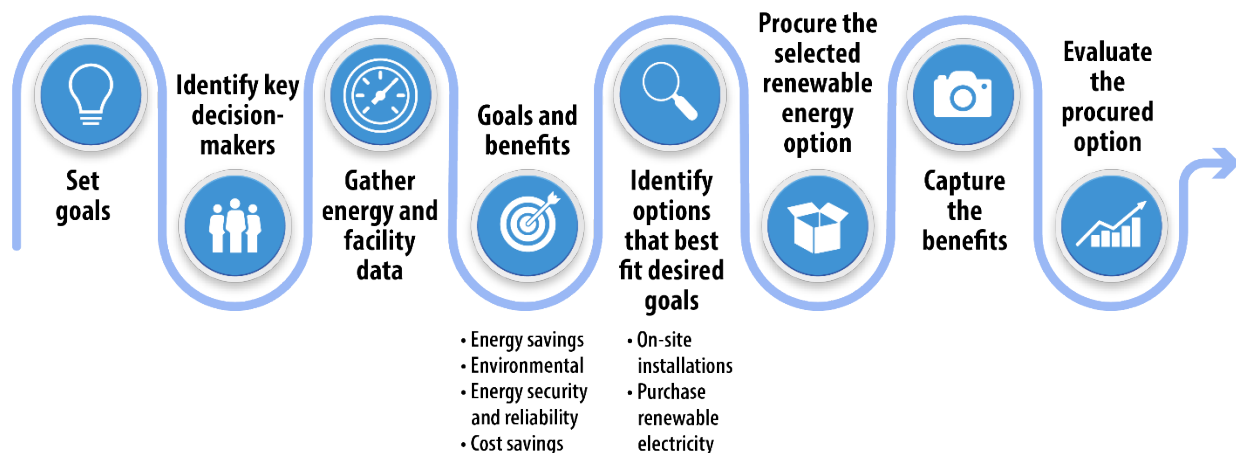 Set
goals
Identify key
decision-
makers
Gather
energy and
facility
data
Goals and
benefits
• Energy savings
• Environmental
• Energy security
and reliability
• Cost savings
Identify
options
that best
fit desired
goals
• On-site
installations
• Purchase
renewable
electricity
Procure the
selected
renewable
energy
option
Capture
the
benefits
Evaluate
the
procured
option